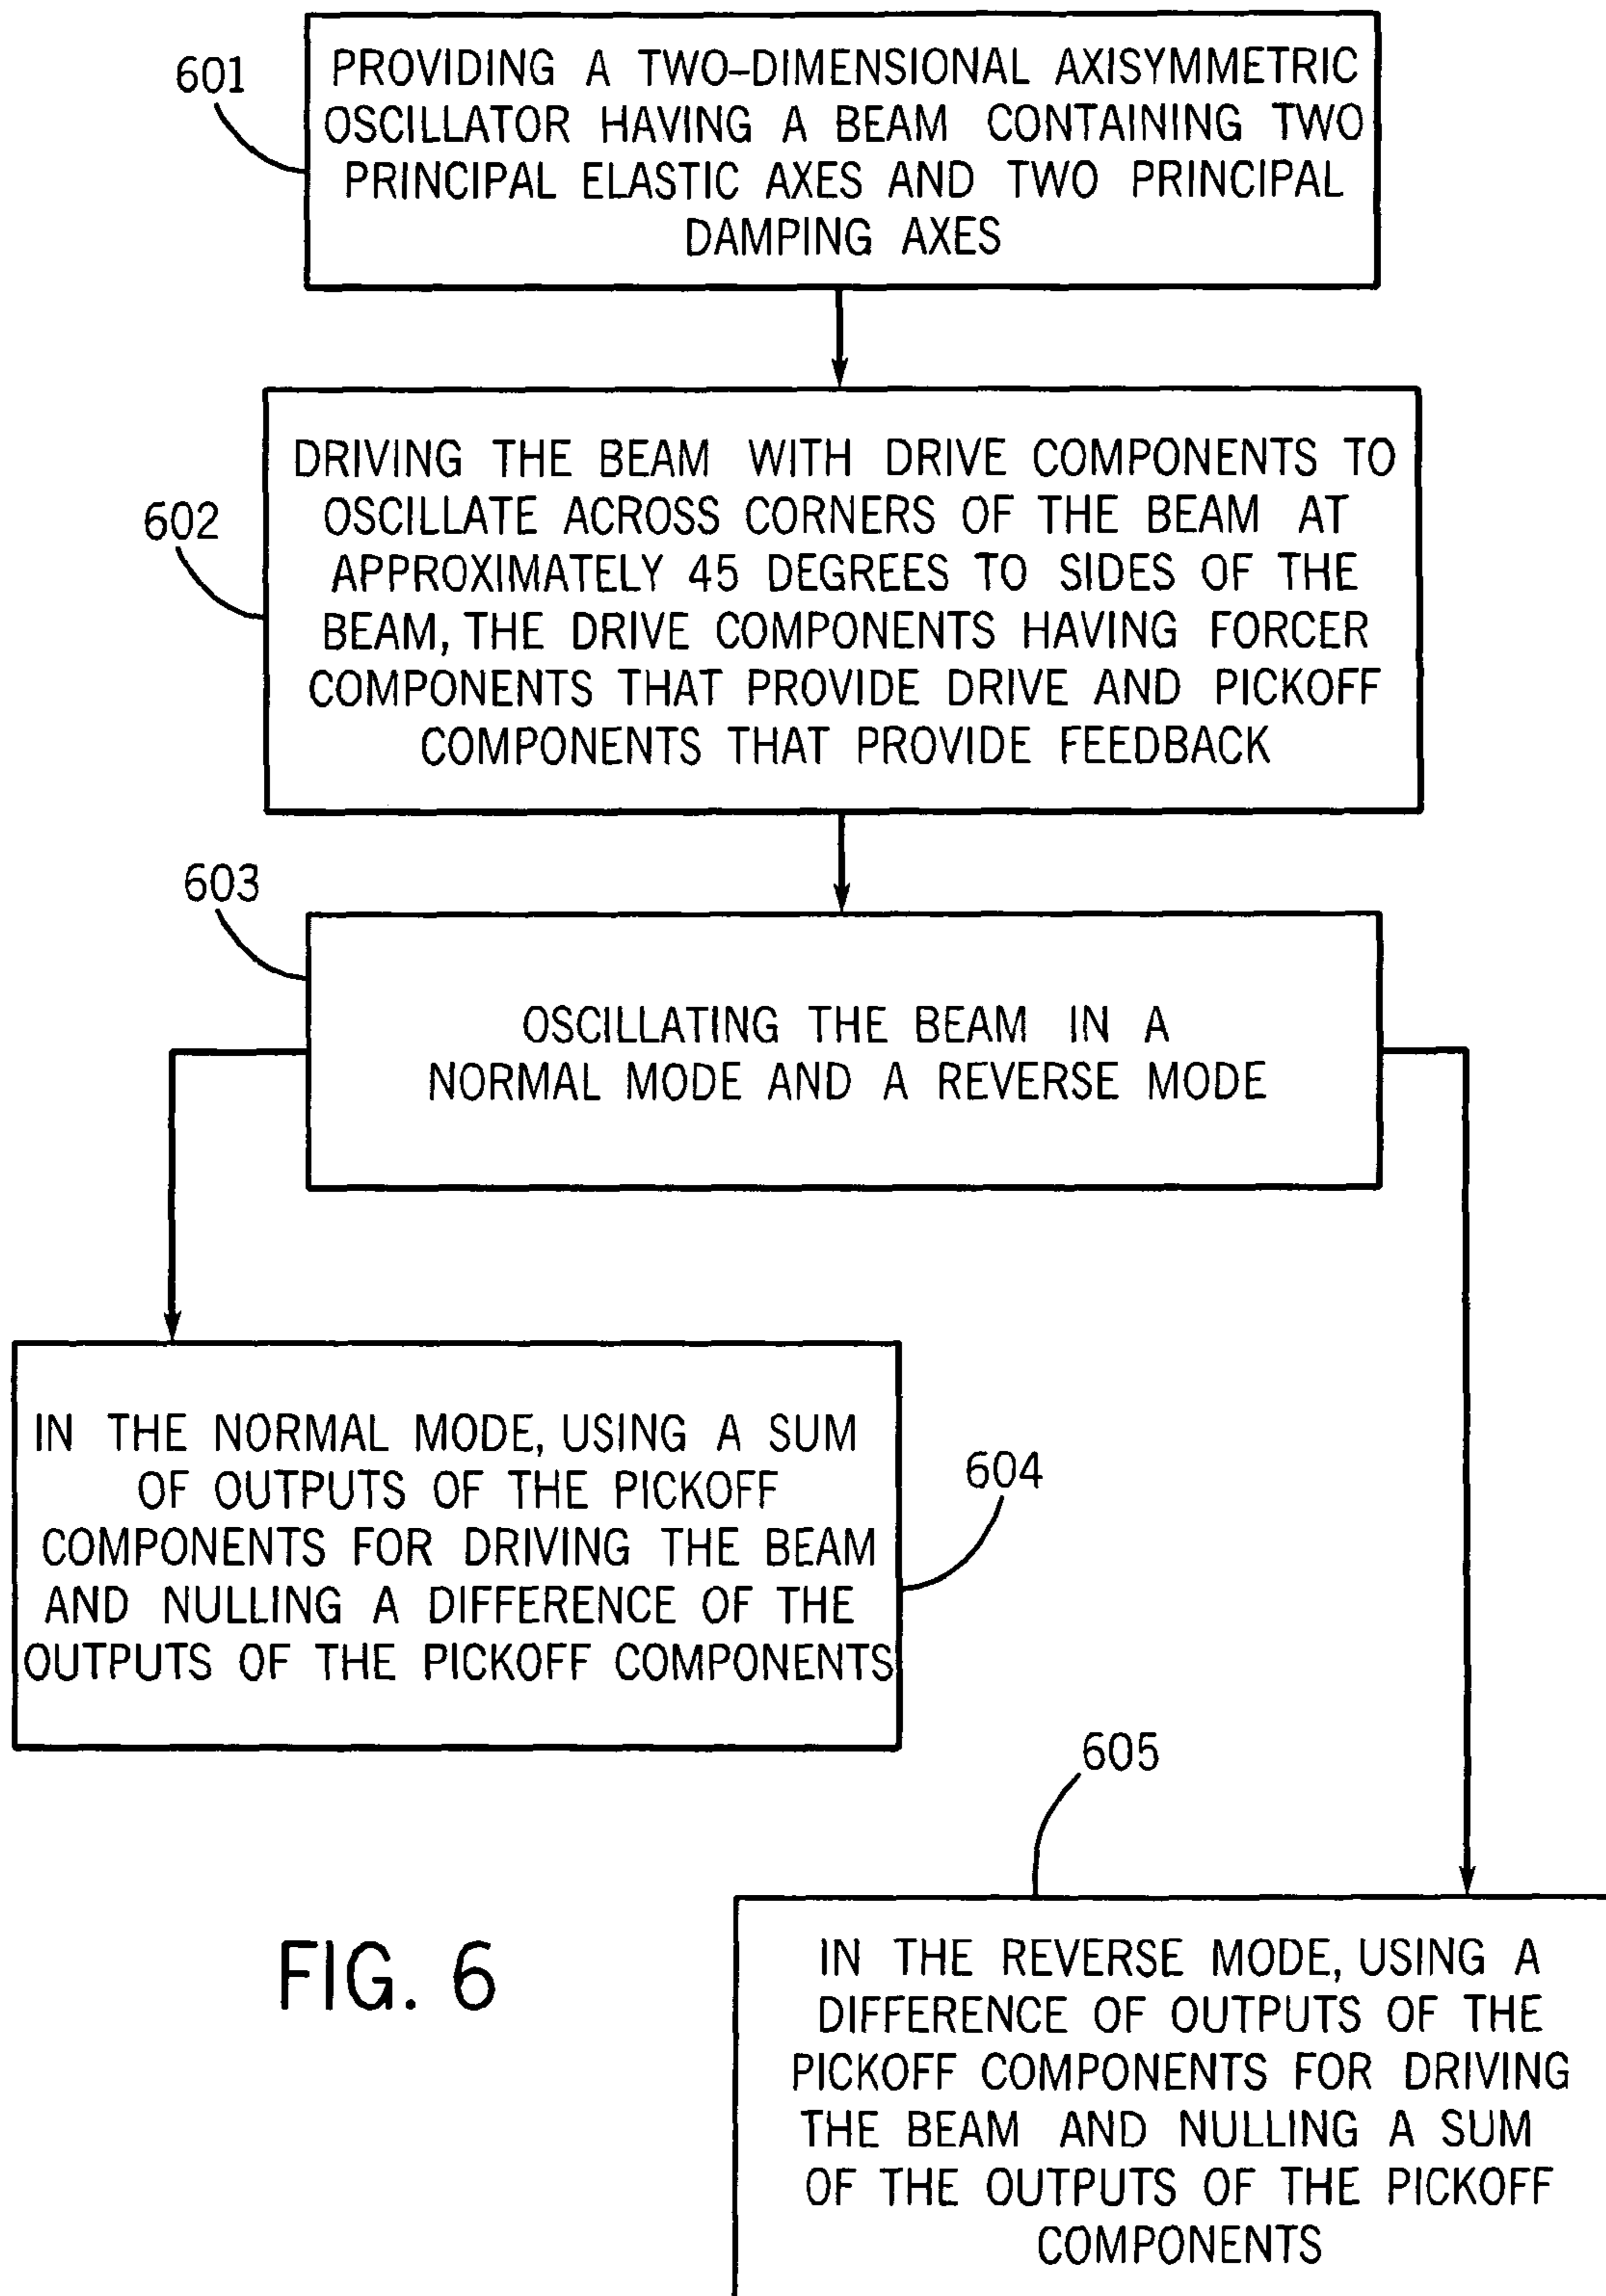 601
PROVIDING A TWO-DIMENSIONAL AXISYMMETRIC
OSCILLATOR HAVING A BEAM CONTAINING TWO
PRINCIPAL ELASTIC AXES AND TWO PRINCIPAL
DAMPING AXES
602
DRIVING THE BEAM WITH DRIVE COMPONENTS TO
OSCILLATE ACROSS CORNERS OF THE BEAM AT
APPROXIMATELY 45 DEGREES TO SIDES OF THE
BEAM, THE DRIVE COMPONENTS HAVING FORCER
COMPONENTS THAT PROVIDE DRIVE AND PICKOFF
COMPONENTS THAT PROVIDE FEEDBACK
603
OSCILLATING THE BEAM IN A
NORMAL MODE AND A REVERSE MODE
IN THE NORMAL MODE, USING A SUM
OF OUTPUTS OF THE PICKOFF
COMPONENTS FOR DRIVING THE BEAM
AND NULLING A DIFFERENCE OF THE
OUTPUTS OF THE PICKOFF COMPONENTS
604
605
IN THE REVERSE MODE, USING A
DIFFERENCE OF OUTPUTS OF THE
PICKOFF COMPONENTS FOR DRIVING
THE BEAM AND NULLING A SUM
OF THE OUTPUTS OF THE PICKOFF
COMPONENTS
FIG. 6